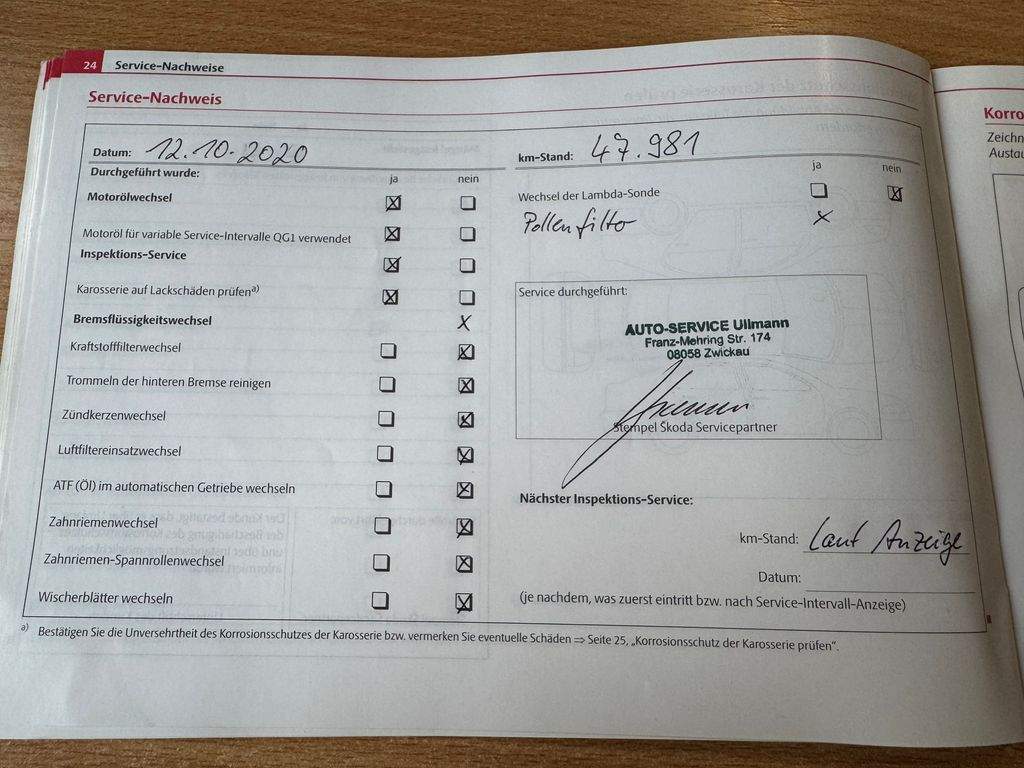 24 Service-Nachweise
Service-Nachweis
Datum: 12.10.2020
Durchgeführt wurde:
ja nein
Motorölwechsel
Motoröl für variable Service-Intervalle QG1 verwendet
Inspektions-Service
Karosserie auf Lackschäden prüfen a)
Bremsflüssigkeitswechsel X
Kraftstofffilterwechsel
Trommeln der hinteren Bremse reinigen
Zündkerzenwechsel
Luftfiltereinsatzwechsel
ATF (Öl) im automatischen Getriebe wechseln
Zahnriemenwechsel
Zahnriemen-Spannrollenwechsel
Wischerblätter wechseln
km-Stand: 47.981
ja nein
Wechsel der Lambda-Sonde
Pollenfilter x
Service durchgeführt:
AUTO-SERVICE Ullmann
Franz-Mehring Str. 174
08058 Zwickau
Stempel Škoda Servicepartner
Nächster Inspektions-Service:
km-Stand: Laut Anzeige
Datum:
(je nachdem, was zuerst eintritt bzw. nach Service-Intervall-Anzeige)
a) Bestätigen Sie die Unversehrtheit des Korrosionsschutzes der Karosserie bzw. vermerken Sie eventuelle Schäden ⇒ Seite 25, „Korrosionsschutz der Karosserie prüfen“.
Korro
Zeichn
Austau